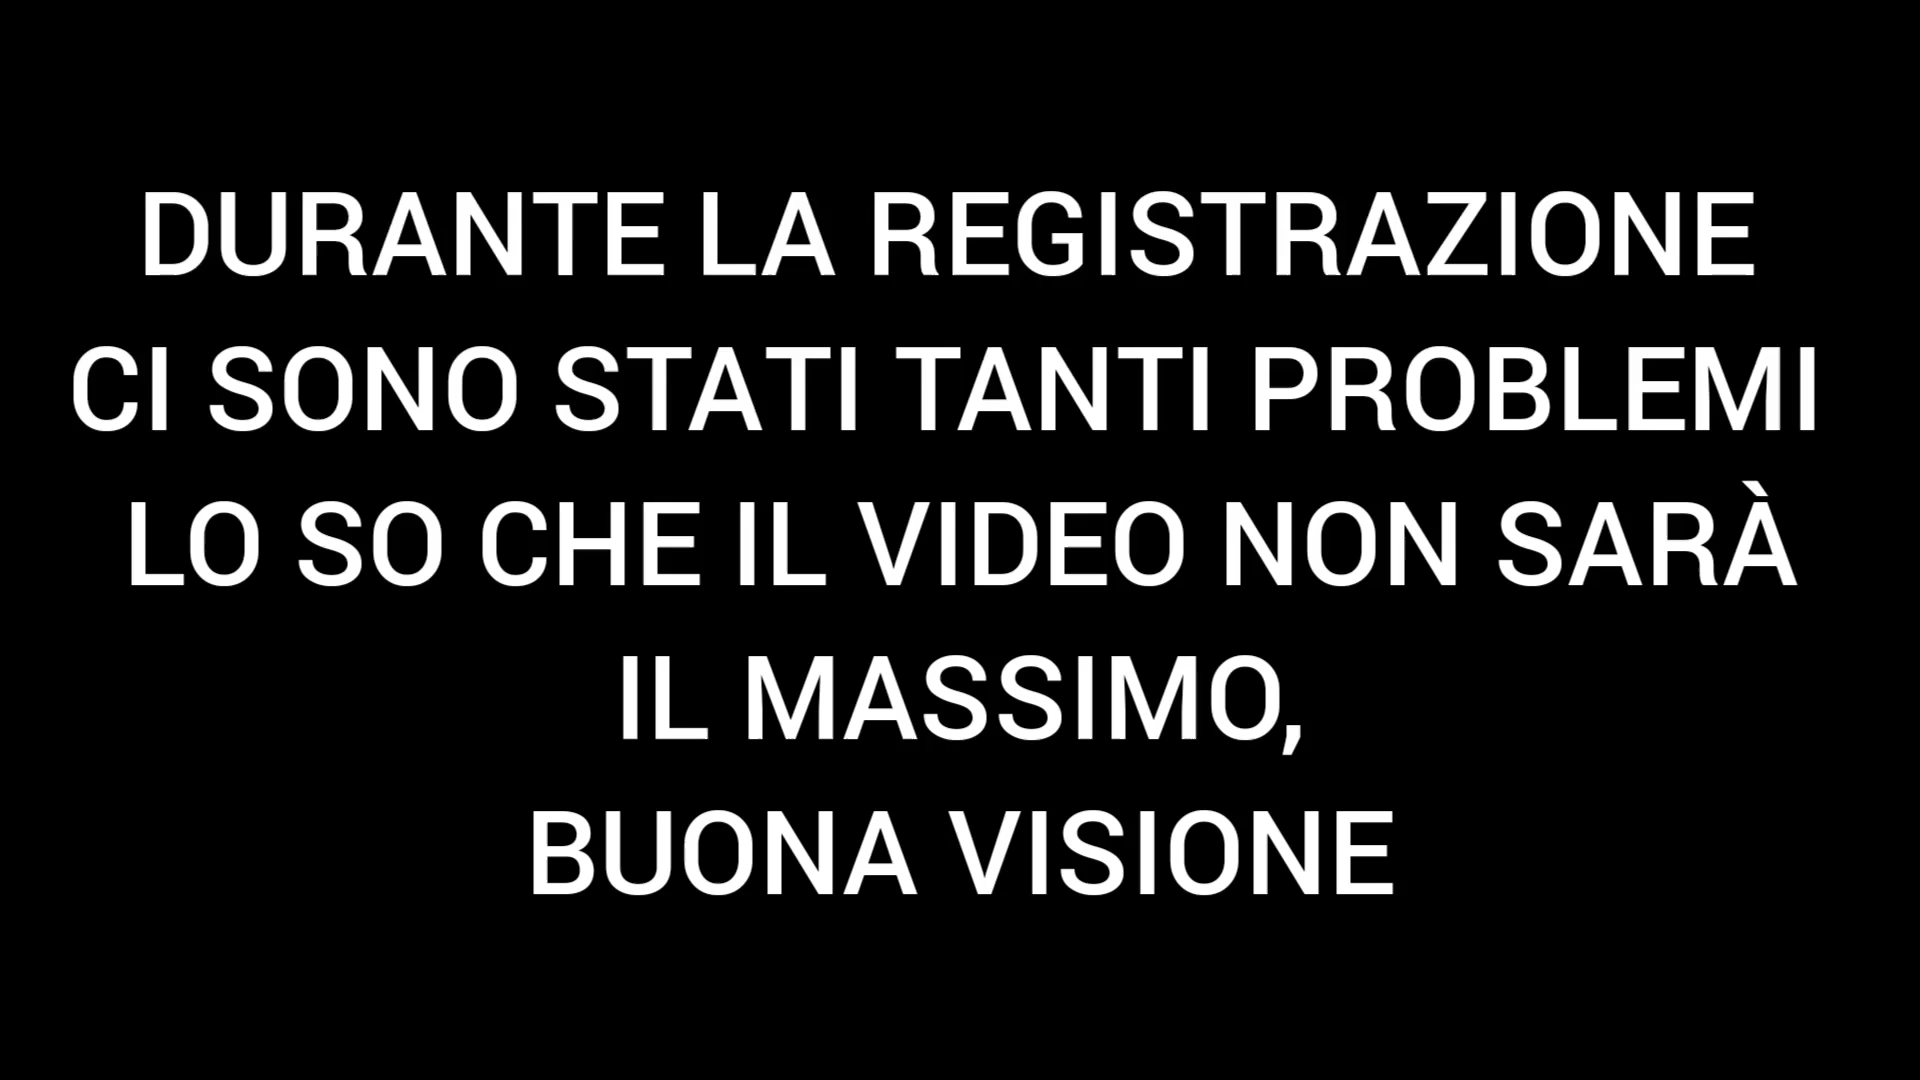 DURANTE LA REGISTRAZIONE
CI SONO STATI TANTI PROBLEMI
LO SO CHE IL VIDEO NON SARÀ
IL MASSIMO,
BUONA VISIONE